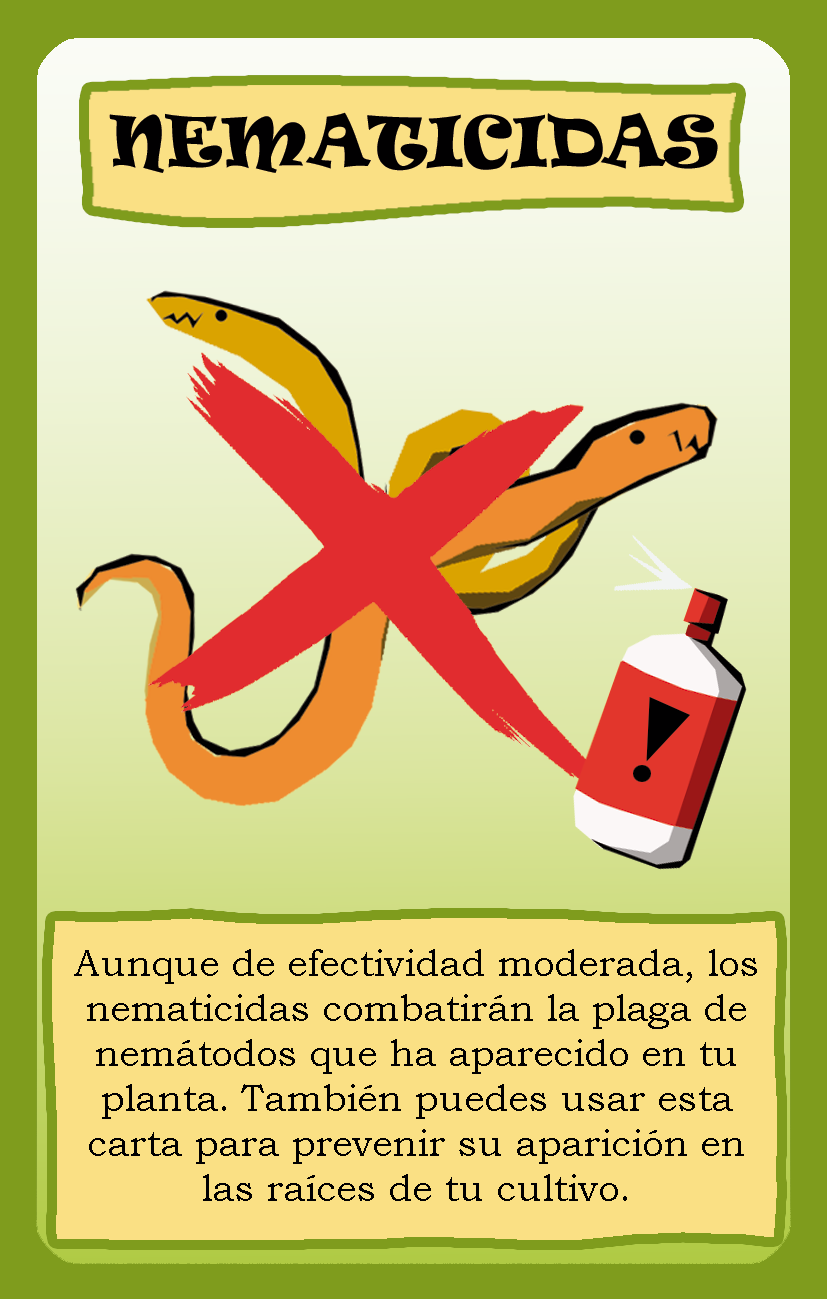 NEMATICIDAS
!
Aunque de efectividad moderada, los
nematicidas combatirán la plaga de
nemátodos que ha aparecido en tu
planta. También puedes usar esta
carta para prevenir su aparición en
las raíces de tu cultivo.